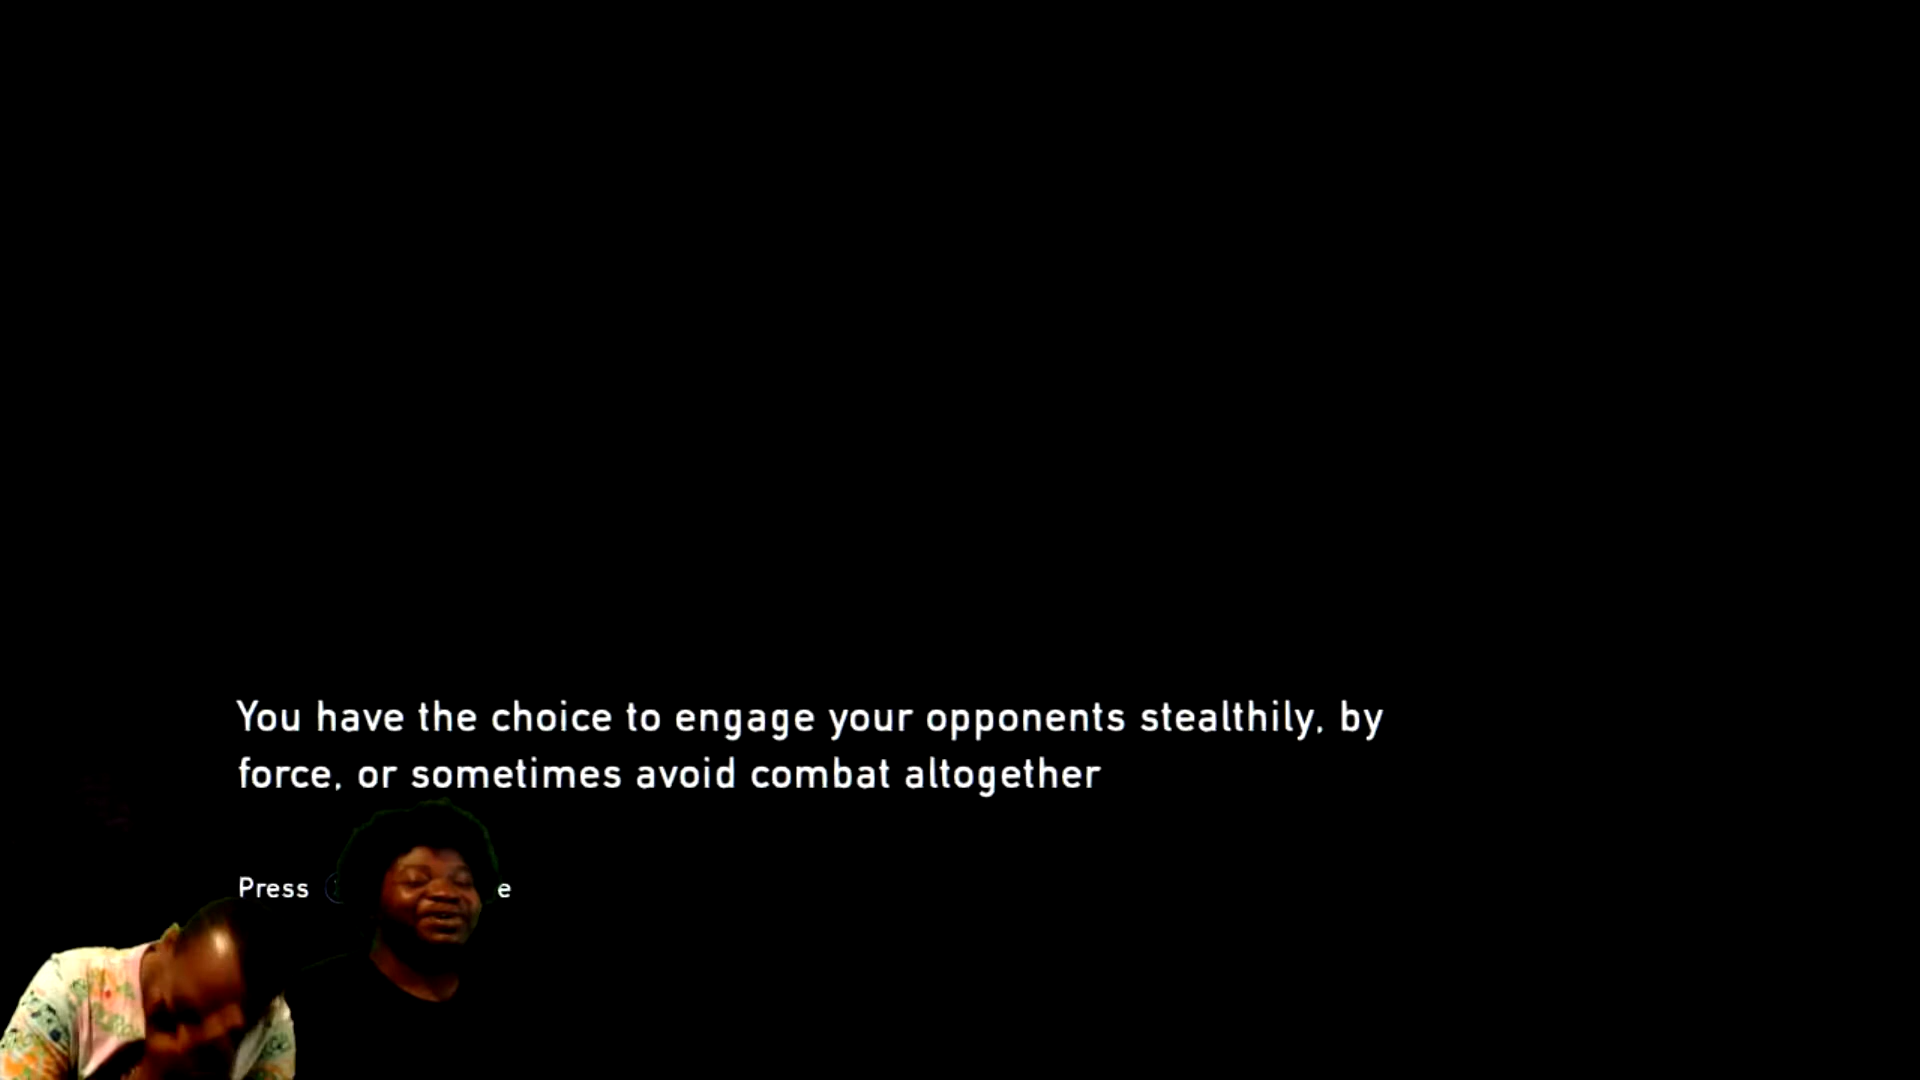 You have the choice to engage your opponents stealthily, by
force, or sometimes avoid combat altogether
Press